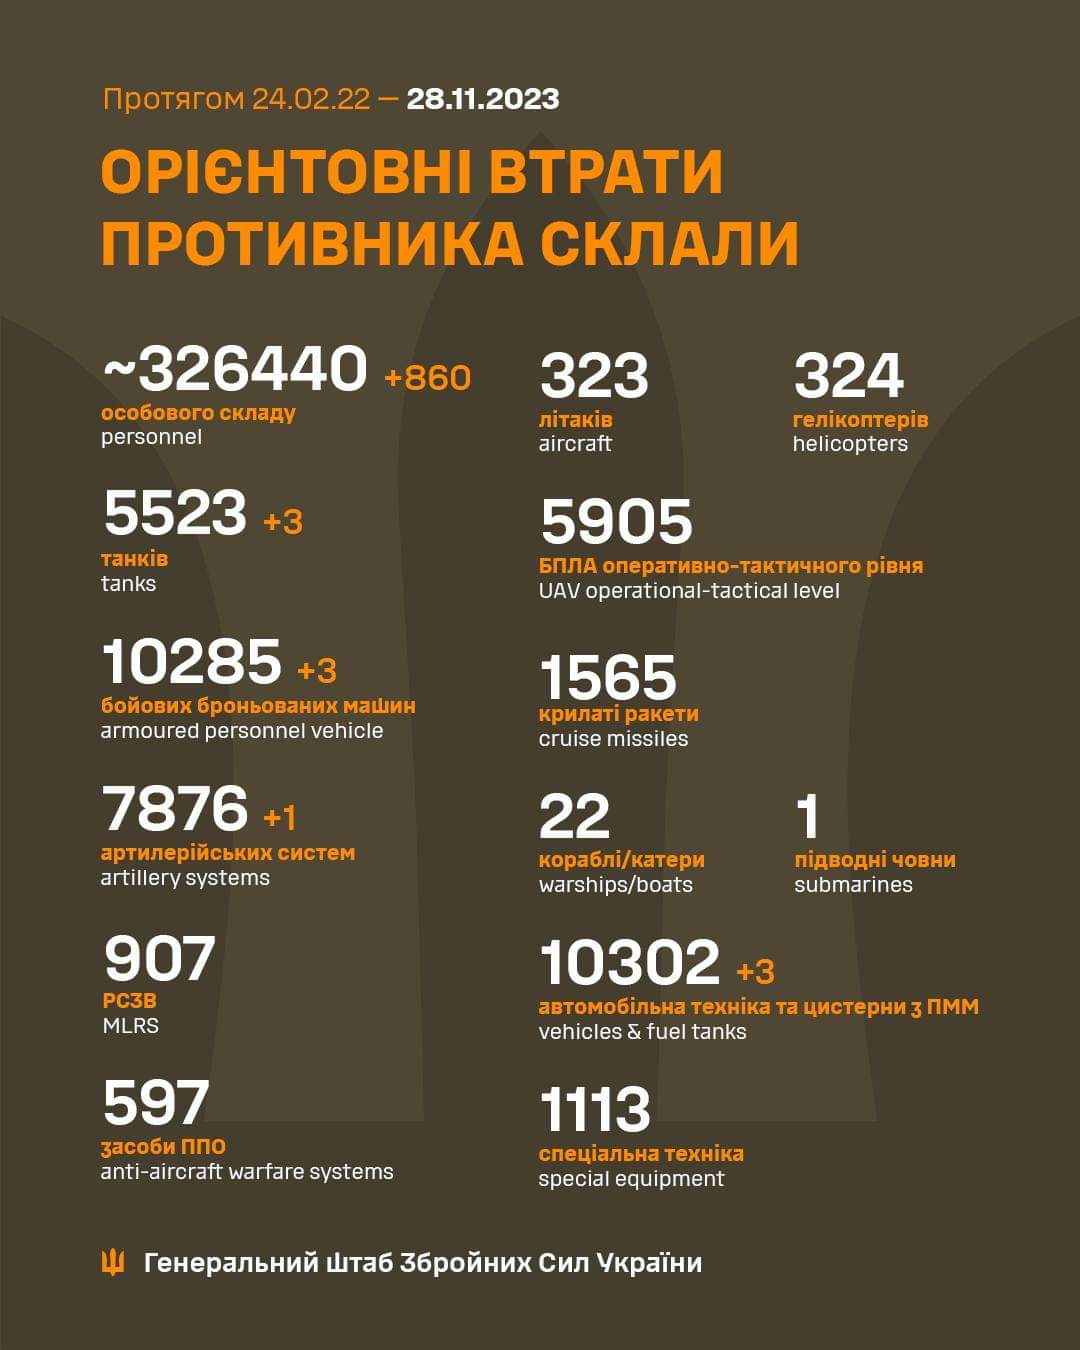 Протягом 24.02.22 — 28.11.2023
ОРІЄНТОВНІ ВТРАТИ
ПРОТИВНИКА СКЛАЛИ
~326440 +860
особового складу
personnel
323
літаків
aircraft
324
гелікоптерів
helicopters
5523 +3
танків
tanks
5905
БПЛА оперативно-тактичного рівня
UAV operational-tactical level
10285 +3
бойових броньованих машин
armoured personnel vehicle
1565
крилаті ракети
cruise missiles
7876 +1
артилерійських систем
artillery systems
22
кораблі/катери
warships/boats
1
підводні човни
submarines
907
РСЗВ
MLRS
10302 +3
автомобільна техніка та цистерни з ПММ
vehicles & fuel tanks
597
засоби ППО
anti-aircraft warfare systems
1113
спеціальна техніка
special equipment
Генеральний штаб Збройних Сил України